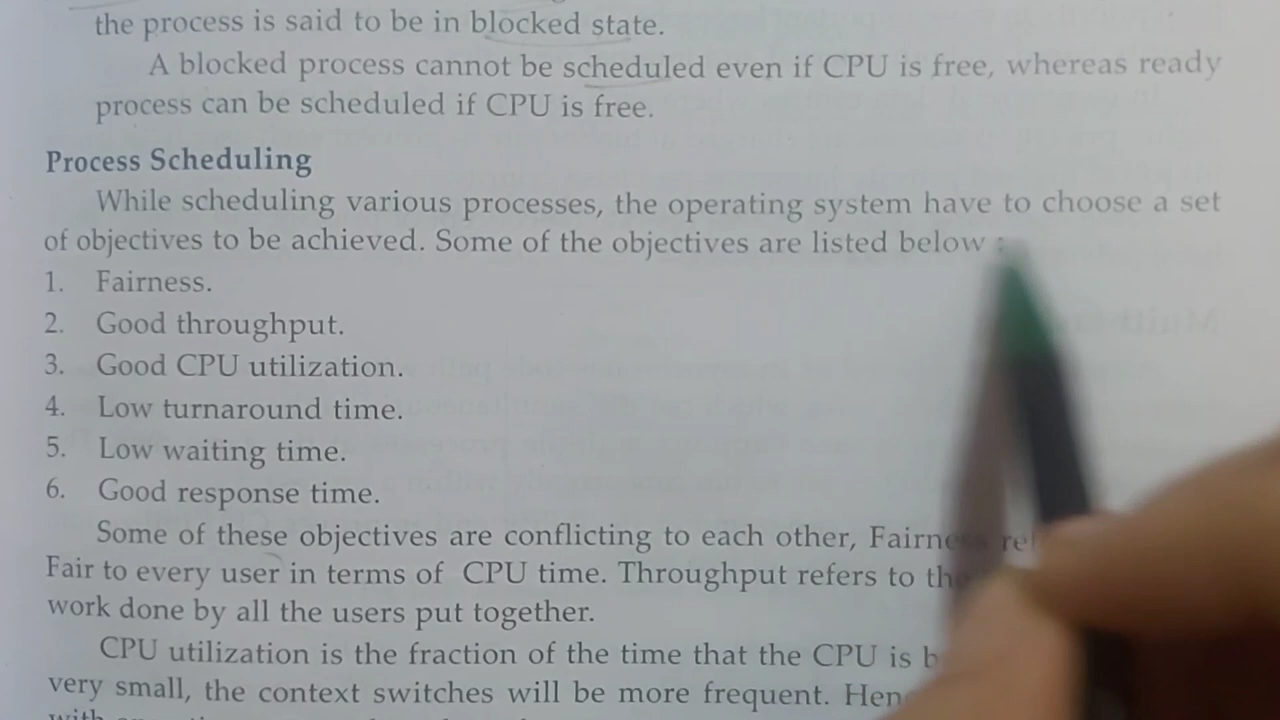 the process is said to be in blocked state.
A blocked process cannot be scheduled even if CPU is free, whereas ready
process can be scheduled if CPU is free.
Process Scheduling
While scheduling various processes, the operating system have to choose a set
of objectives to be achieved. Some of the objectives are listed below :
1. Fairness.
2. Good throughput.
3. Good CPU utilization.
4. Low turnaround time.
5. Low waiting time.
6. Good response time.
Some of these objectives are conflicting to each other, Fairness
Fair to every user in terms of CPU time. Throughput refers to the
work done by all the users put together.
CPU utilization is the fraction of the time that the CPU is
very small, the context switches will be more frequent.